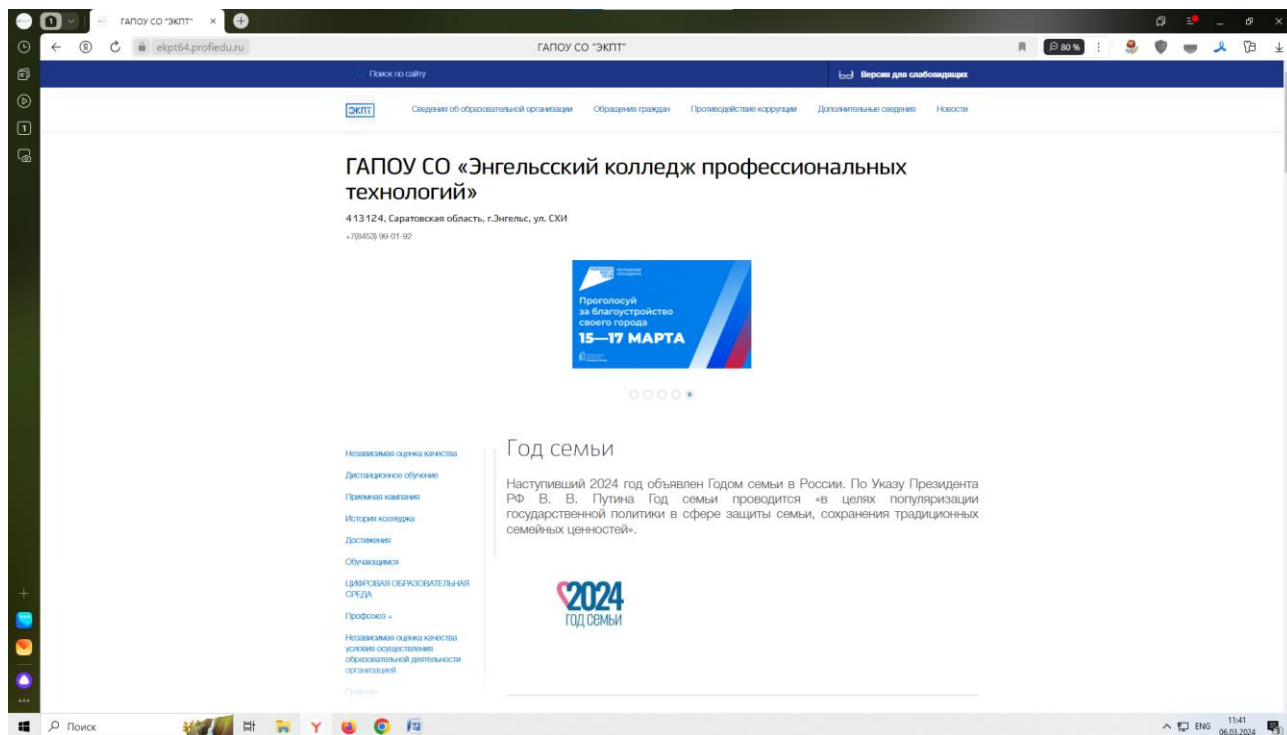 1
ГАПОУ СО "ЭКПТ"
ekpt64.profiedu.ru
ГАПОУ СО "ЭКПТ"
80 %
Поиск по сайту
Версия для слабовидящих
ЭКПТ
Сведения об образовательной организации
Обращения граждан
Противодействие коррупции
Дополнительные сведения
Новости
1
ГАПОУ СО «Энгельсский колледж профессиональных
технологий»
413124, Саратовская область, г.Энгельс, ул. СХИ
+7(8453) 99-01-92
Проголосуй
за благоустройство
своего города
15—17 МАРТА
Независимая оценка качества
Дистанционное обучение
Приемная кампания
История колледжа
Достижения
Обучающимся
ЦИФРОВАЯ ОБРАЗОВАТЕЛЬНАЯ
СРЕДА
Профсоюз +
Независимая оценка качества
условия осуществления
образовательной деятельности
организацией
Год семьи
Наступивший 2024 год объявлен Годом семьи в России. По Указу Президента
РФ В. В. Путина Год семьи проводится «в целях популяризации
государственной политики в сфере защиты семьи, сохранения традиционных
семейных ценностей».
2024
ГОД СЕМЬИ
Поиск
ENG
11:41
06.03.2024